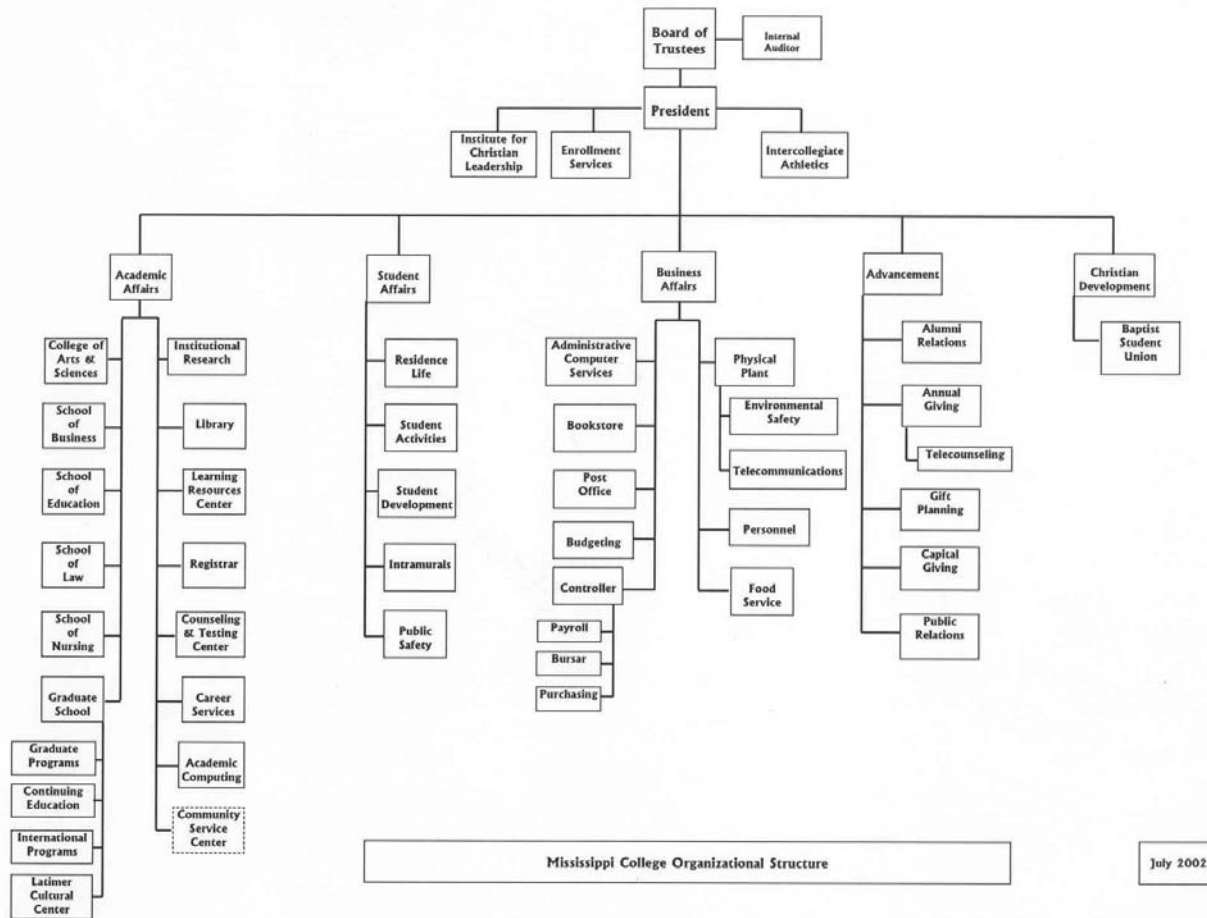 Board of
Trustees
Internal
Auditor
President
Institute for
Christian
Leadership
Enrollment
Services
Intercollegiate
Athletics
Academic
Affairs
Student
Affairs
Business
Affairs
Advancement
Christian
Development
College of
Arts &
Sciences
School
of
Business
School
of
Education
School
of
Law
School
of
Nursing
Graduate
School
Graduate
Programs
Continuing
Education
International
Programs
Latimer
Cultural
Center
Institutional
Research
Library
Learning
Resources
Center
Registrar
Counseling
& Testing
Center
Career
Services
Academic
Computing
Community
Service
Center
Residence
Life
Student
Activities
Student
Development
Intramurals
Public
Safety
Administrative
Computer
Services
Bookstore
Post
Office
Budgeting
Controller
Payroll
Bursar
Purchasing
Physical
Plant
Environmental
Safety
Telecommunications
Personnel
Food
Service
Alumni
Relations
Annual
Giving
Telecounseling
Gift
Planning
Capital
Giving
Public
Relations
Baptist
Student
Union
Mississippi College Organizational Structure
July 2002